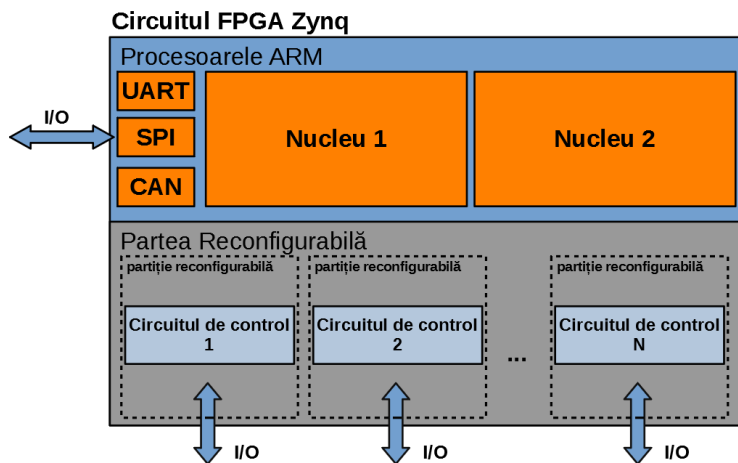 Circuitul FPGA Zynq
Procesoarele ARM
UART
I/O
SPI
CAN
Nucleu 1
Nucleu 2
Partea Reconfigurabilă
partiție reconfigurabilă
partiție reconfigurabilă
partiție reconfigurabilă
Circuitul de control
1
Circuitul de control
2
...
Circuitul de control
N
I/O
I/O
I/O